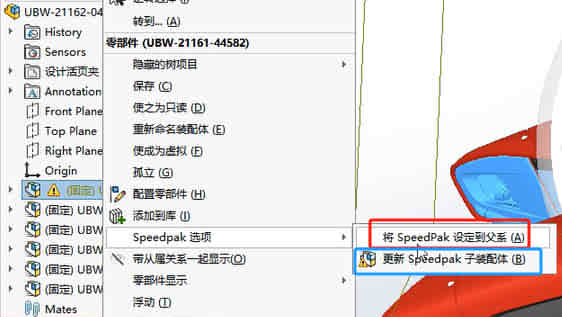 UBW-21162-04
History
Sensors
设计活页夹
Annotation
Front Plane
Top Plane
Right Plane
Origin
(固定) U
(固定) UBW
(固定) UBW
(固定) UBW
(固定) UBW
(固定) UBW
Mates
转到... (A)
零部件 (UBW-21161-44582)
隐藏的树项目
保存 (C)
使之为只读 (D)
重新命名装配体 (E)
使成为虚拟 (F)
孤立 (G)
配置零部件 (H)
添加到库 (I)
Speedpak 选项
带从属关系一起显示(O)
零部件显示
浮动 (T)
将 SpeedPak 设定到父系 (A)
更新 Speedpak 子装配体 (B)